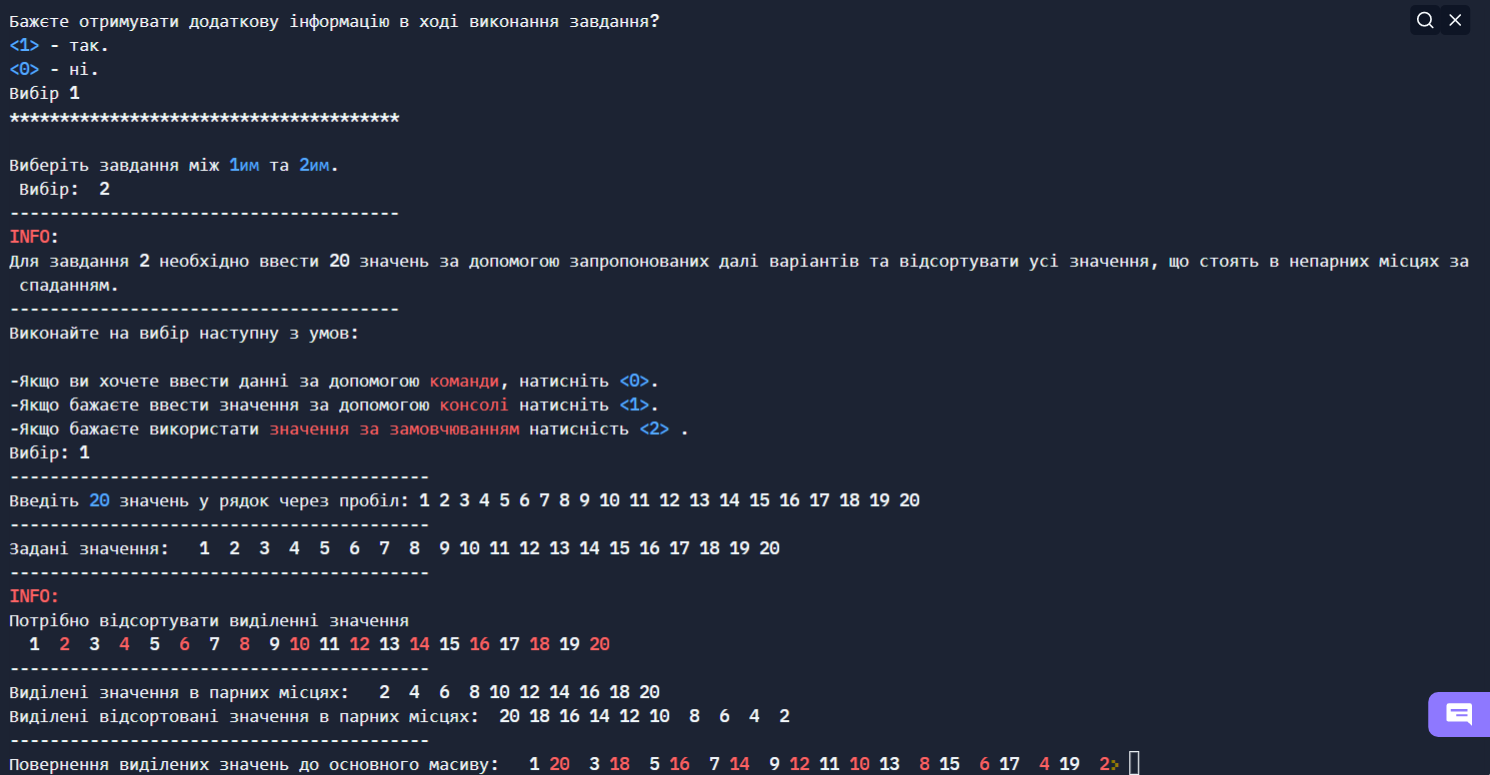 Бажєте отримувати додаткову інформацію в ході виконання завдання?
<1> - так.
<0> - ні.
Вибір 1
***************************************
Виберіть завдання між 1им та 2им.
Вибір:  2
---------------------------------------
INFO:
Для завдання 2 необхідно ввести 20 значень за допомогою запропонованих далі варіантів та відсортувати усі значення, що стоять в непарних місцях за
спаданням.
---------------------------------------
Виконайте на вибір наступну з умов:
-Якщо ви хочете ввести данні за допомогою команди, натисніть <0>.
-Якщо бажаєте ввести значення за допомогою консолі натисніть <1>.
-Якщо бажаєте використати значення за замовчюванням натисність <2> .
Вибір: 1
------------------------------------------
Введіть 20 значень у рядок через пробіл: 1 2 3 4 5 6 7 8 9 10 11 12 13 14 15 16 17 18 19 20
------------------------------------------
Задані значення:   1  2  3  4  5  6  7  8  9 10 11 12 13 14 15 16 17 18 19 20
------------------------------------------
INFO:
Потрібно відсортувати виділенні значення
1  2  3  4  5  6  7  8  9 10 11 12 13 14 15 16 17 18 19 20
------------------------------------------
Виділені значення в парних місцях:   2  4  6  8 10 12 14 16 18 20
Виділені відсортовані значення в парних місцях:  20 18 16 14 12 10  8  6  4  2
------------------------------------------
Повернення виділених значень до основного масиву:   1 20  3 18  5 16  7 14  9 12 11 10 13  8 15  6 17  4 19  2